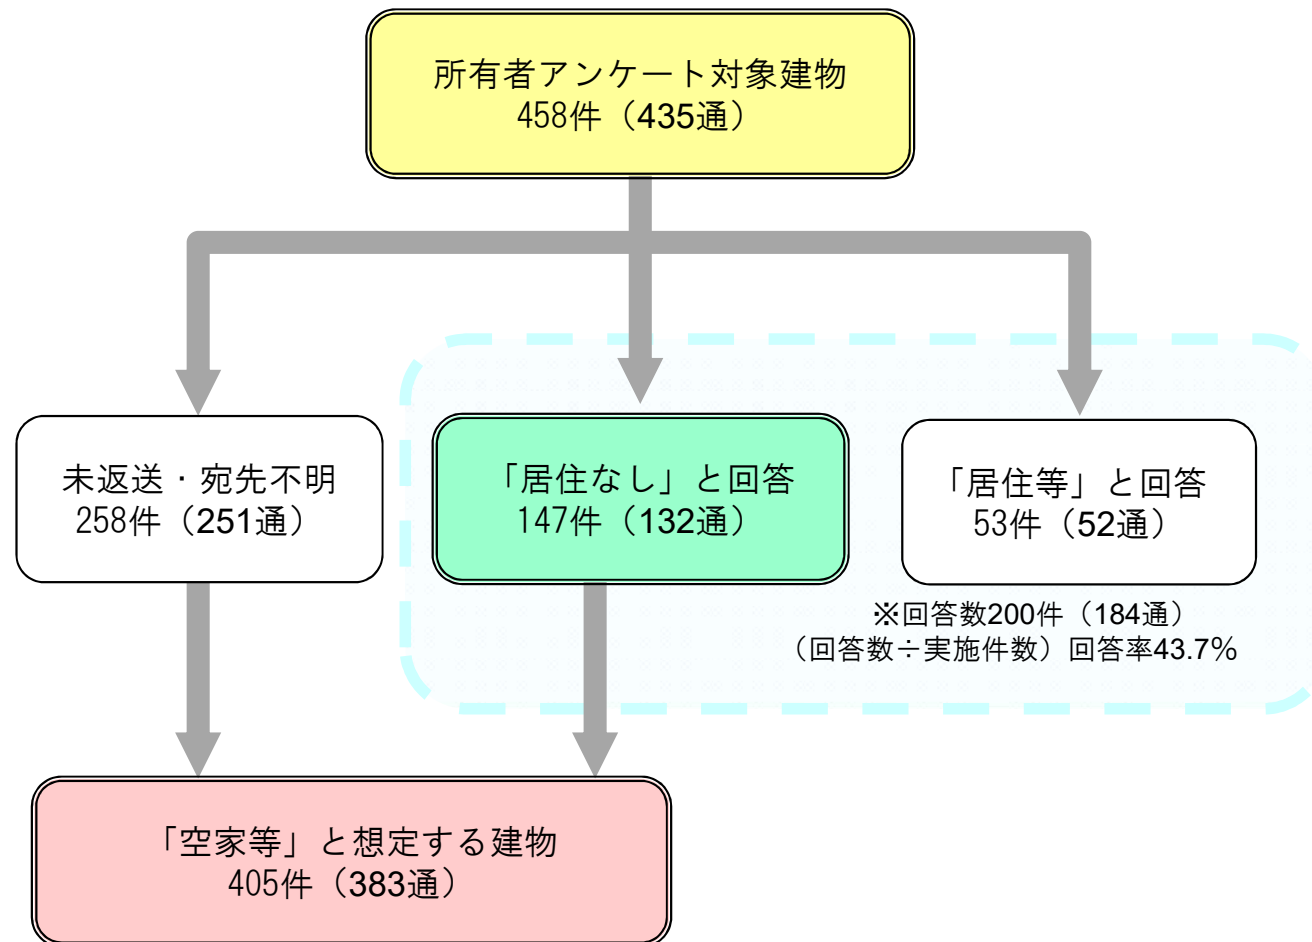 所有者アンケート対象建物
458件（435通）
未返送・宛先不明
258件（251通）
「居住なし」と回答
147件（132通）
「居住等」と回答
53件（52通）
※回答数200件（184通）
（回答数÷実施件数）回答率43.7％
「空家等」と想定する建物
405件（383通）